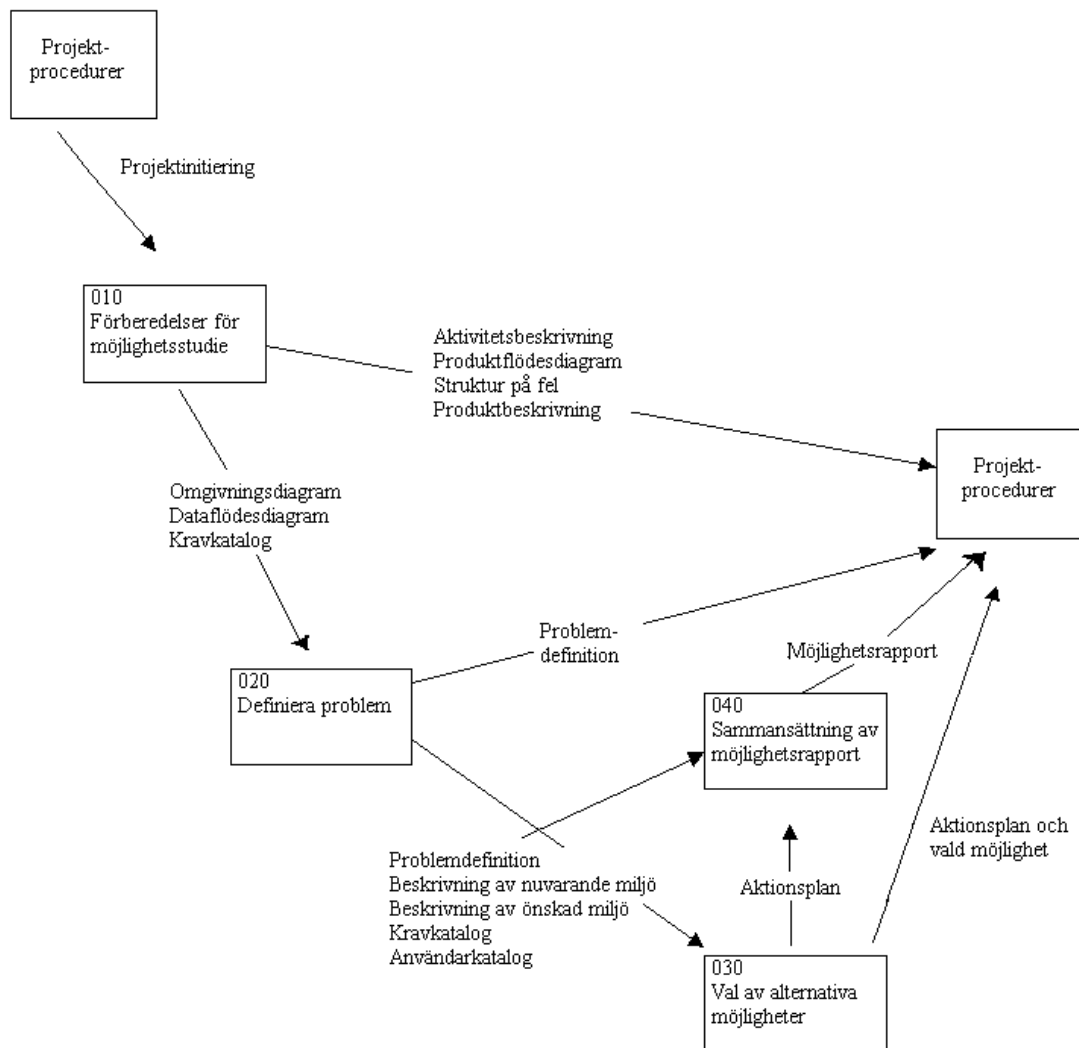 Projekt-
procedurer
Projektinitiering
010
Förberedelser för
möjlighetsstudie
Aktivitetsbeskrivning
Produktflödesdiagram
Struktur på fel
Produktbeskrivning
Projekt-
procedurer
Omgivningsdiagram
Dataflödesdiagram
Kravkatalog
Problem-
definition
Möjlighetsrapport
020
Definiera problem
040
Sammansättning av
möjlighetsrapport
Aktionsplan och
vald möjlighet
Problemdefinition
Beskrivning av nuvarande miljö
Beskrivning av önskad miljö
Kravkatalog
Användarkatalog
Aktionsplan
030
Val av alternativa
möjligheter